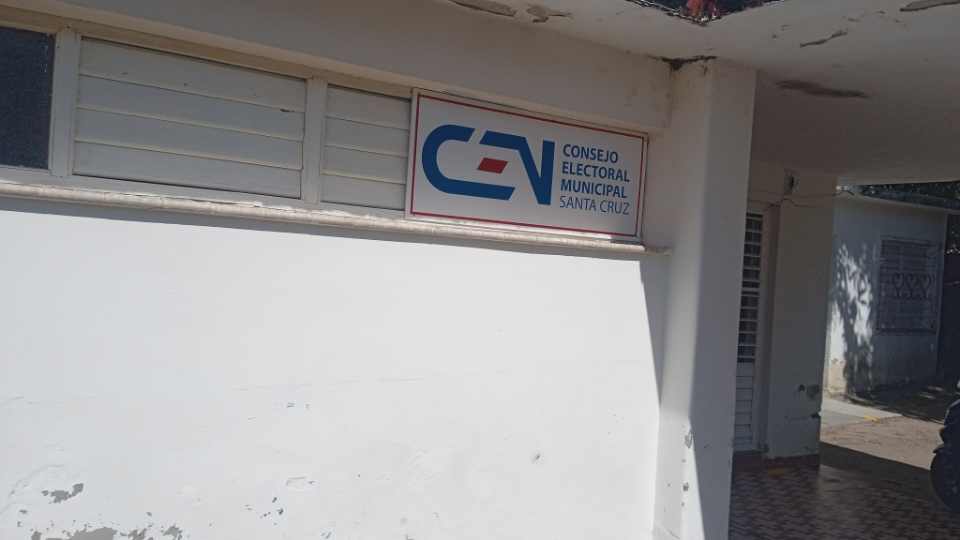 CEN
CONSEJO
ELECTORAL
MUNICIPAL
SANTA CRUZ